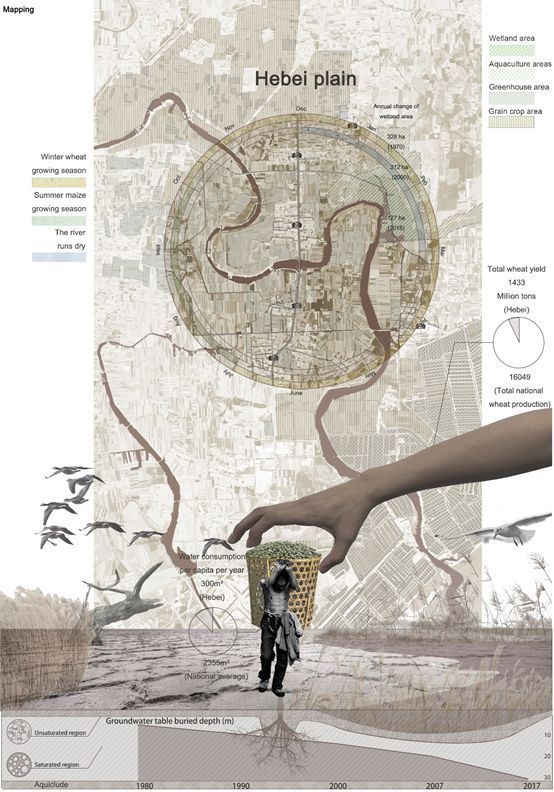 Mapping
Wetland area
Aquaculture areas
Greenhouse area
Grain crop area
Hebei plain
Annual change of
wetland area
328 ha
(1970)
212 ha
(2000)
127 ha
(2018)
Dec
Jan
Feb
Mar
May
June
July
Aug
Sept
Oct
Nov
Winter wheat
growing season
Summer maize
growing season
The river
runs dry
Total wheat yield
1433
Million tons
(Hebei)
16049
(Total national
wheat production)
Water consumption
per capita per year
300m³
(Hebei)
2355m³
(National average)
Groundwater table buried depth (m)
Unsaturated region
Saturated region
Aquiclude
10
20
30
1980
1990
2000
2007
2017